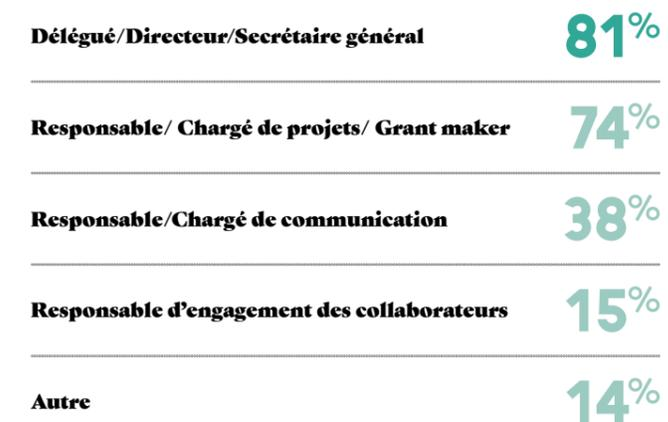 Délégué/Directeur/Secrétaire général 81%
Responsable/ Chargé de projets/ Grant maker 74%
Responsable/Chargé de communication 38%
Responsable d’engagement des collaborateurs 15%
Autre 14%